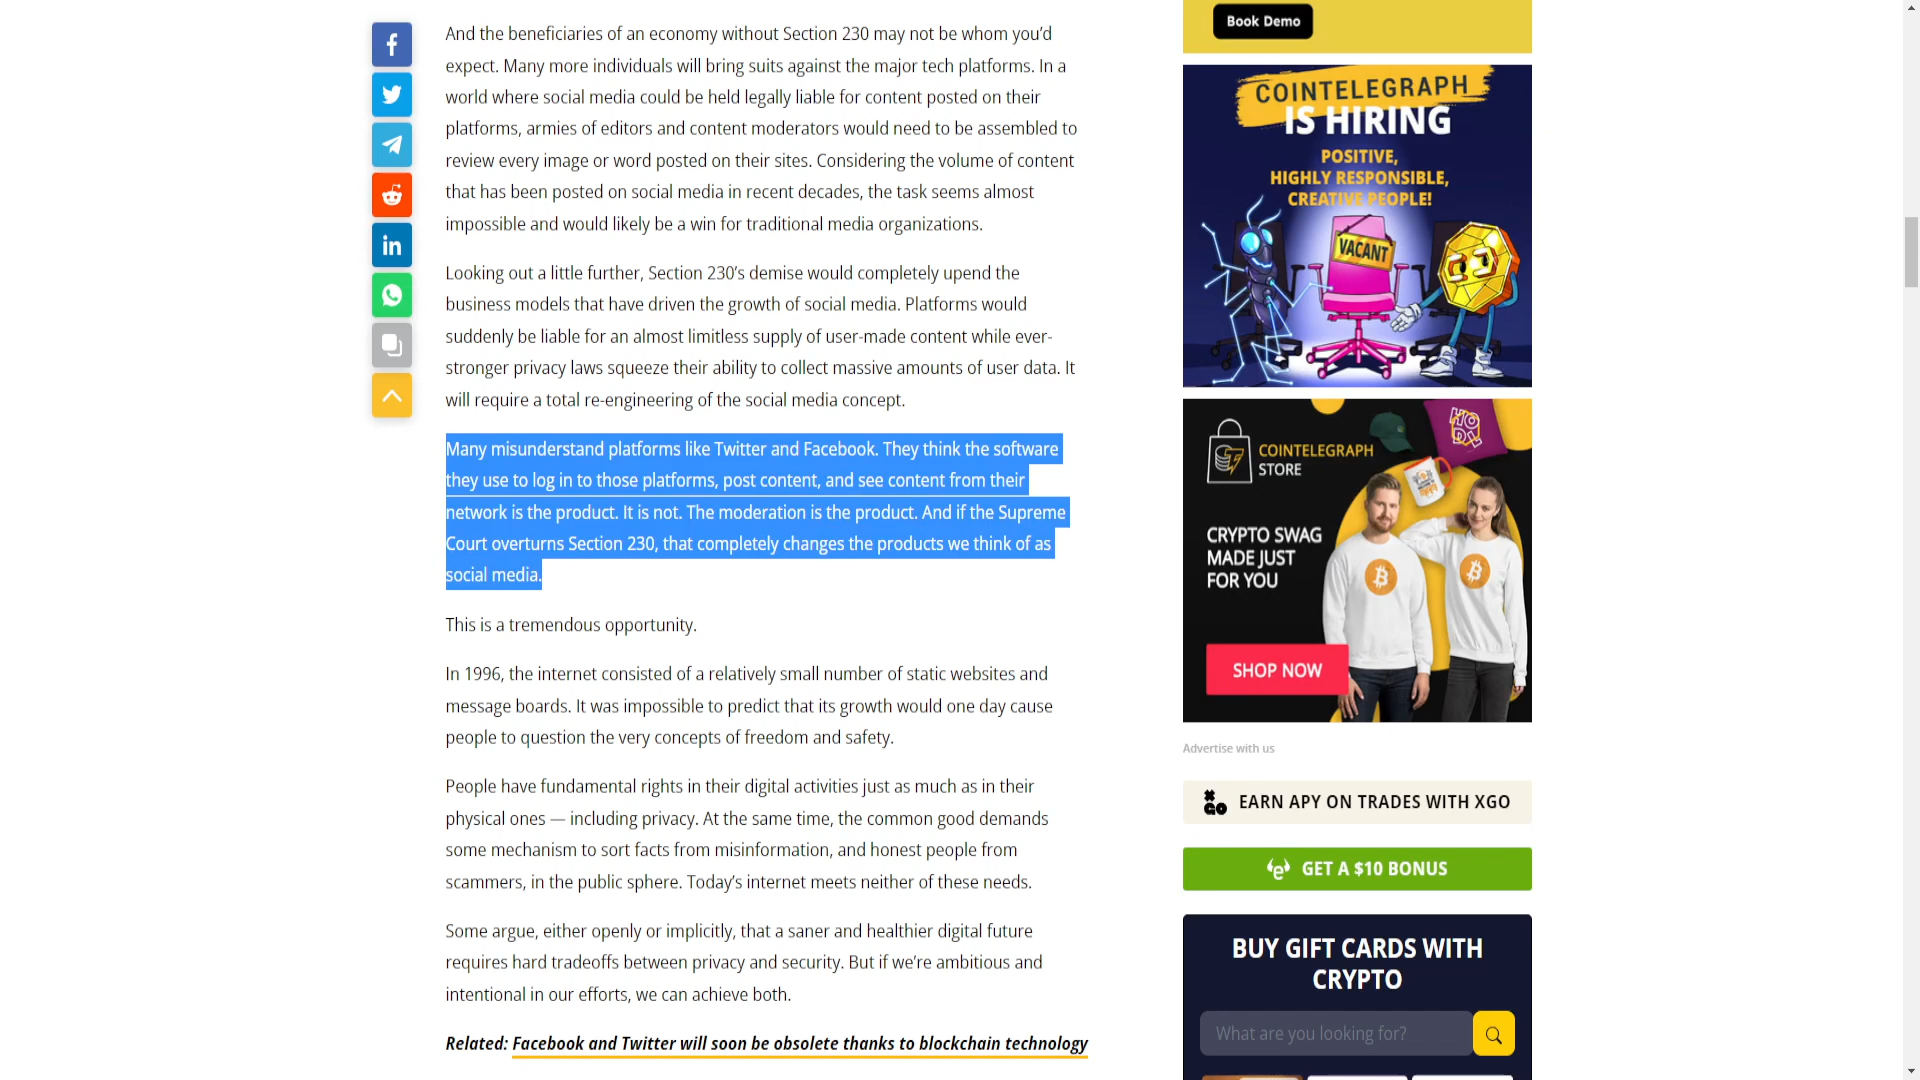 And the beneficiaries of an economy without Section 230 may not be whom you’d
expect. Many more individuals will bring suits against the major tech platforms. In a
world where social media could be held legally liable for content posted on their
platforms, armies of editors and content moderators would need to be assembled to
review every image or word posted on their sites. Considering the volume of content
that has been posted on social media in recent decades, the task seems almost
impossible and would likely be a win for traditional media organizations.
Looking out a little further, Section 230’s demise would completely upend the
business models that have driven the growth of social media. Platforms would
suddenly be liable for an almost limitless supply of user-made content while ever-
stronger privacy laws squeeze their ability to collect massive amounts of user data. It
will require a total re-engineering of the social media concept.
Many misunderstand platforms like Twitter and Facebook. They think the software
they use to log in to those platforms, post content, and see content from their
network is the product. It is not. The moderation is the product. And if the Supreme
Court overturns Section 230, that completely changes the products we think of as
social media.
This is a tremendous opportunity.
In 1996, the internet consisted of a relatively small number of static websites and
message boards. It was impossible to predict that its growth would one day cause
people to question the very concepts of freedom and safety.
People have fundamental rights in their digital activities just as much as in their
physical ones — including privacy. At the same time, the common good demands
some mechanism to sort facts from misinformation, and honest people from
scammers, in the public sphere. Today’s internet meets neither of these needs.
Some argue, either openly or implicitly, that a saner and healthier digital future
requires hard tradeoffs between privacy and security. But if we’re ambitious and
intentional in our efforts, we can achieve both.
Related: Facebook and Twitter will soon be obsolete thanks to blockchain technology
Book Demo
COINTELEGRAPH
IS HIRING
POSITIVE,
HIGHLY RESPONSIBLE,
CREATIVE PEOPLE!
VACANT
COINTELEGRAPH
STORE
HODL
CRYPTO SWAG
MADE JUST
FOR YOU
SHOP NOW
Advertise with us
XGO
EARN APY ON TRADES WITH XGO
GET A $10 BONUS
BUY GIFT CARDS WITH
CRYPTO
What are you looking for?